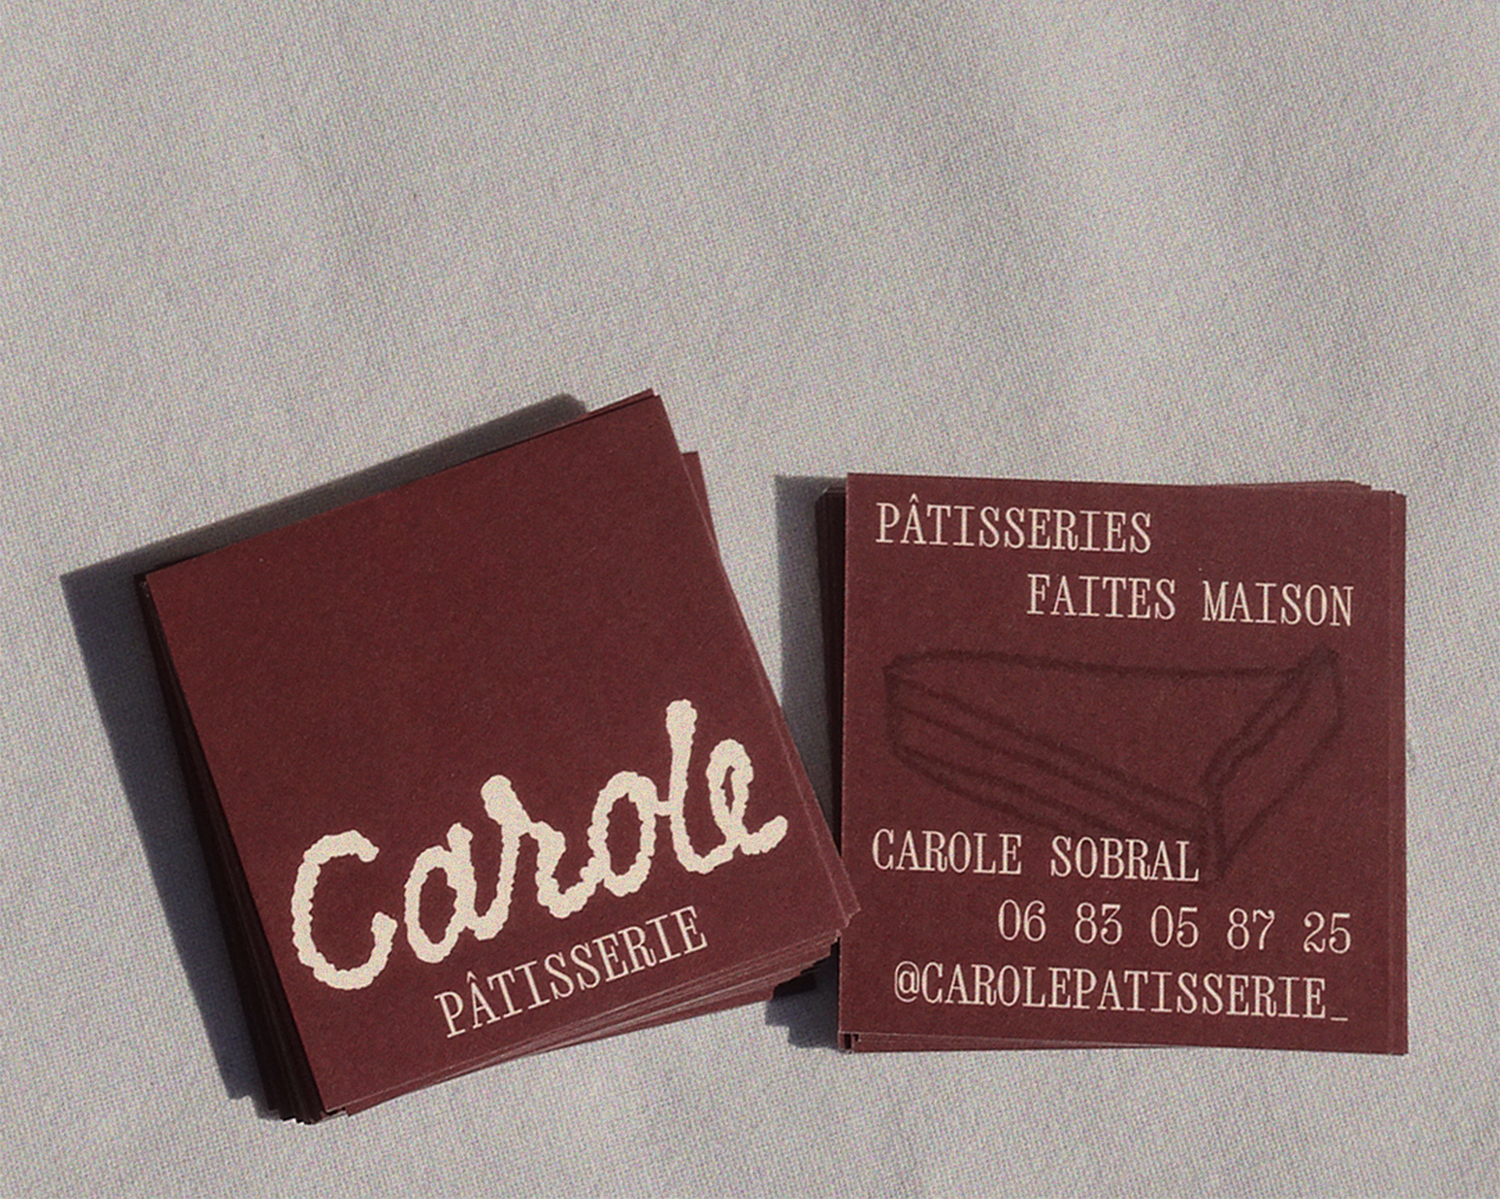 Carole
PÂTISSERIE
PÂTISSERIES
FAITES MAISON
CAROLE SOBRAL
06 83 05 87 25
@CAROLEPATISSERIE_